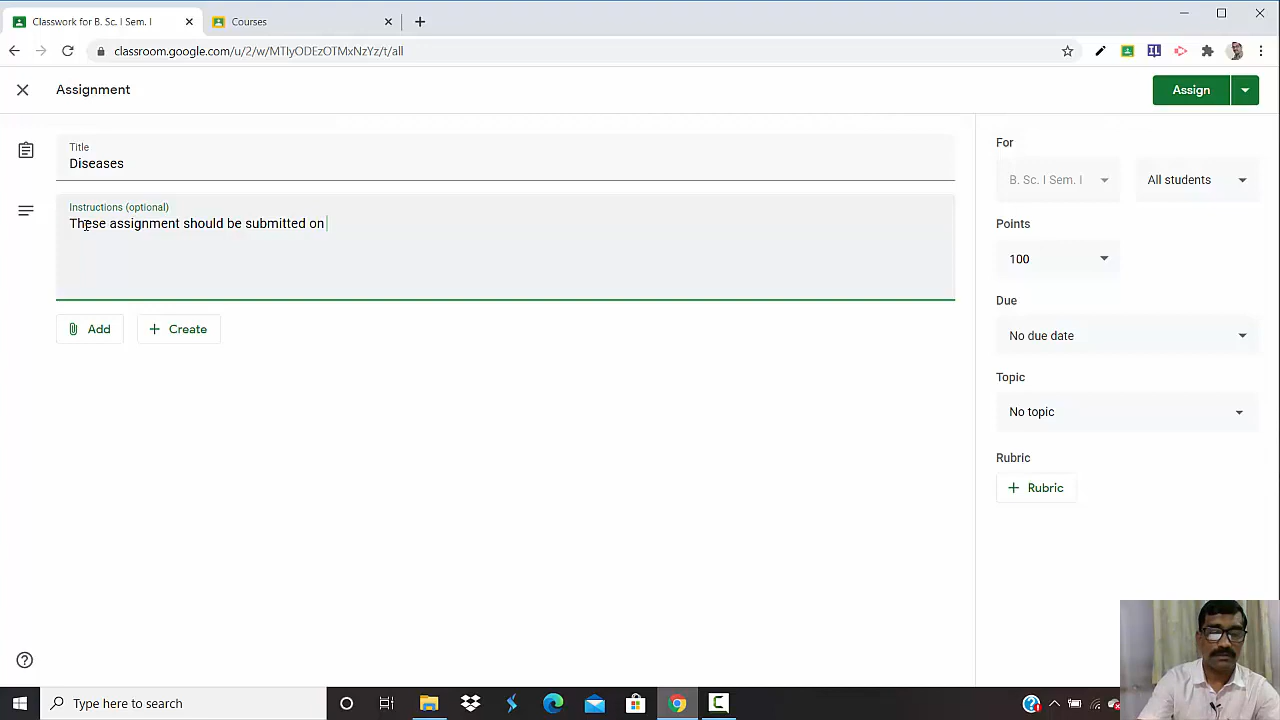 Classwork for B. Sc. I Sem. I
Courses
classroom.google.com/u/2/w/MTIyODEzOTMxNzYz/t/all
IL
Assignment
Assign
Title
Diseases
Instructions (optional)
These assignment should be submitted on
Add
Create
For
B. Sc. I Sem. I
All students
Points
100
Due
No due date
Topic
No topic
Rubric
Rubric
Type here to search